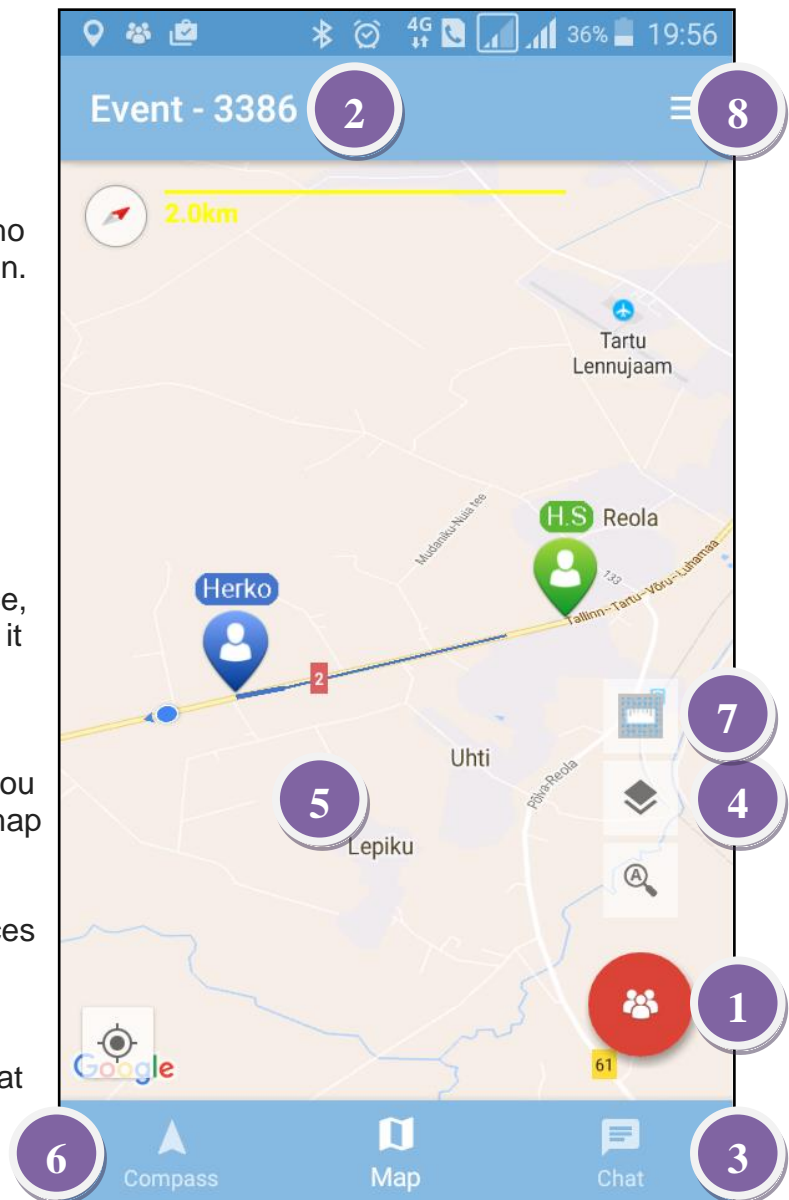 4G 36% 19:56
Event - 3386 2 8
2.0km
no
n.
Tartu
Lennujaam
H.S Reola
Mudaniku-Nuia tee
133
Tallinn-Tartu-Võru-Luhamaa
e,
Herko
it
2
7
Uhti
ou
5
Põlva-Reola
4
nap
Lepiku
A
ces
1
Google
61
at
6 3
Compass Map Chat